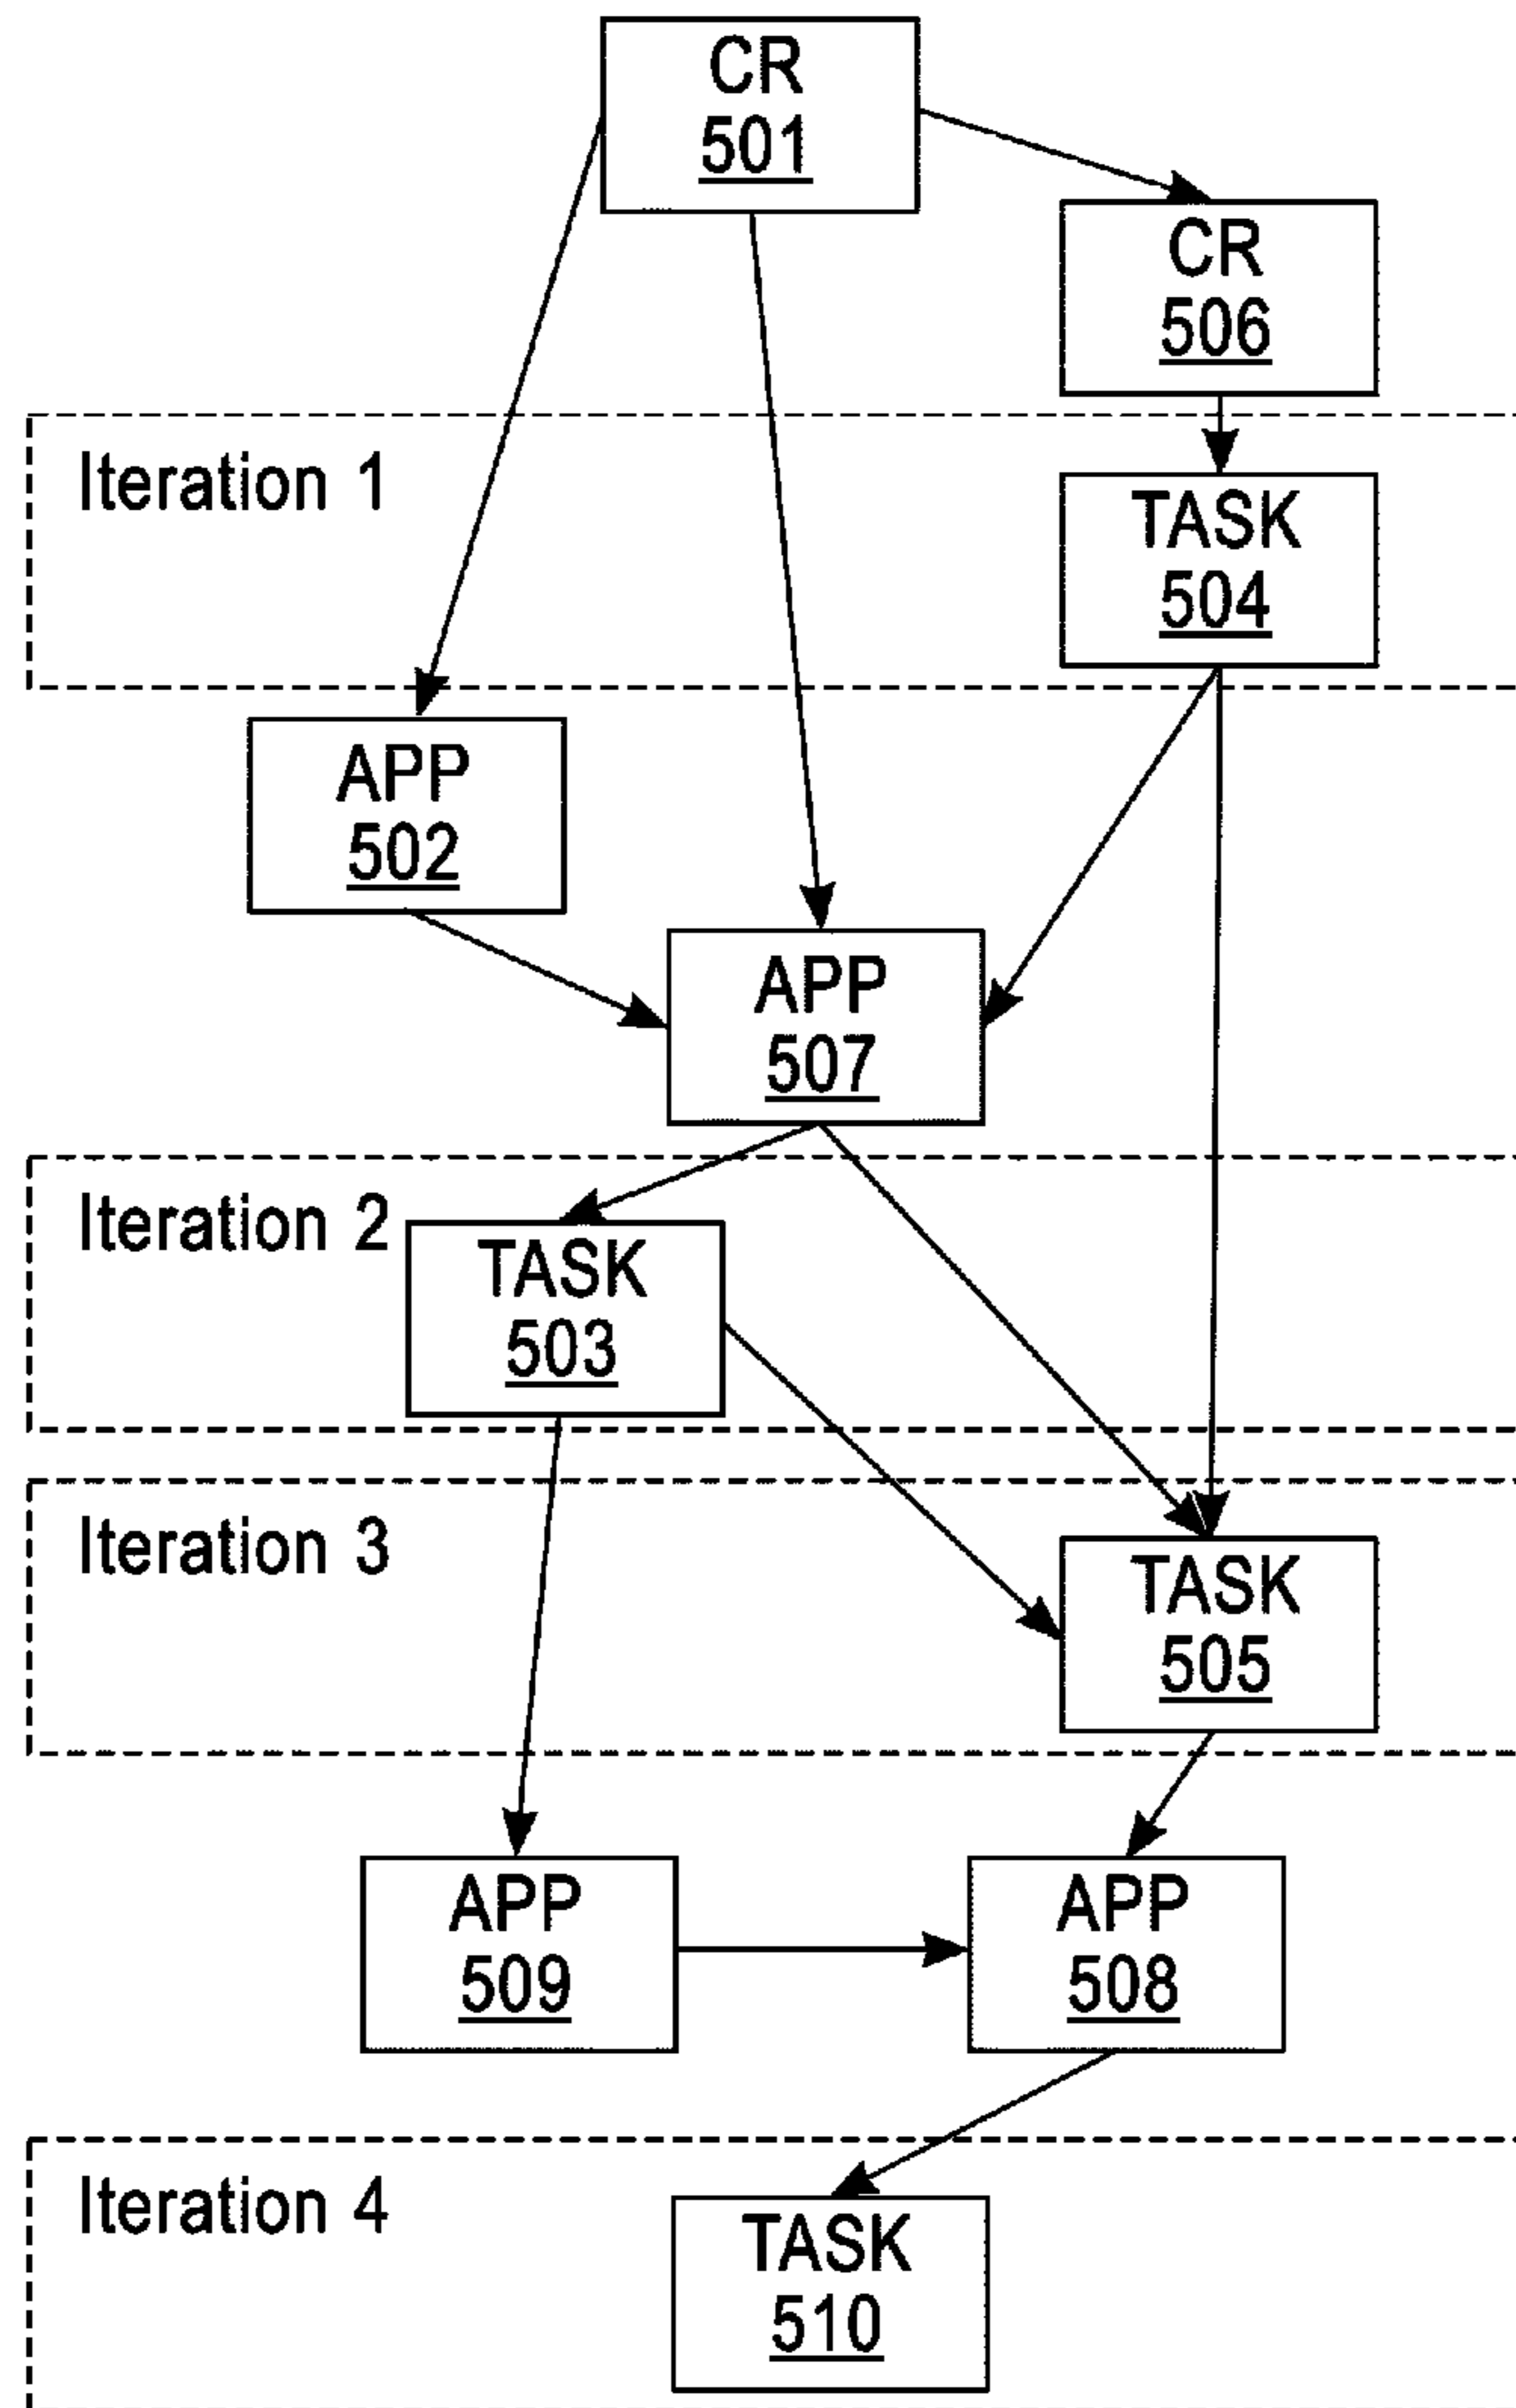 CR
501
CR
506
Iteration 1
TASK
504
APP
502
APP
507
Iteration 2
TASK
503
Iteration 3
TASK
505
APP
509
APP
508
Iteration 4
TASK
510